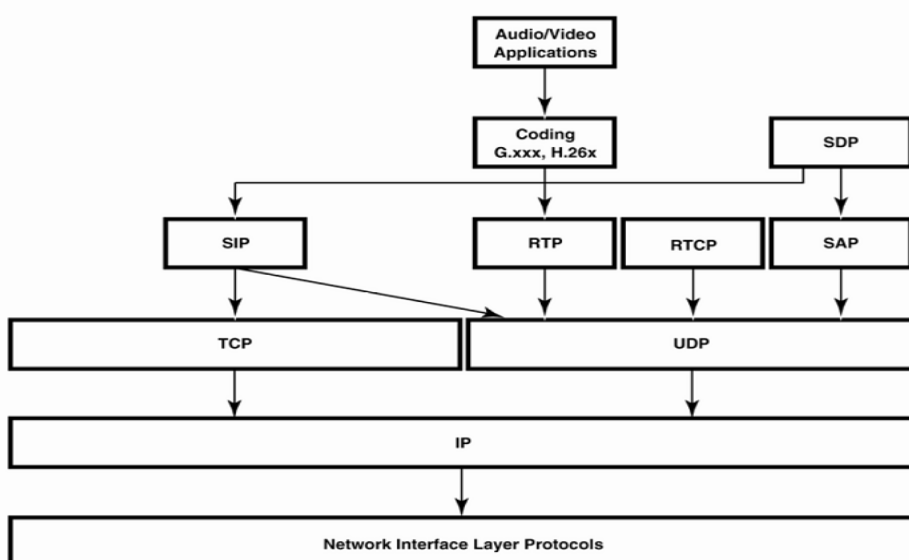 Audio/Video
Applications
Coding
G.xxx, H.26x
SDP
SIP
RTP
RTCP
SAP
TCP
UDP
IP
Network Interface Layer Protocols